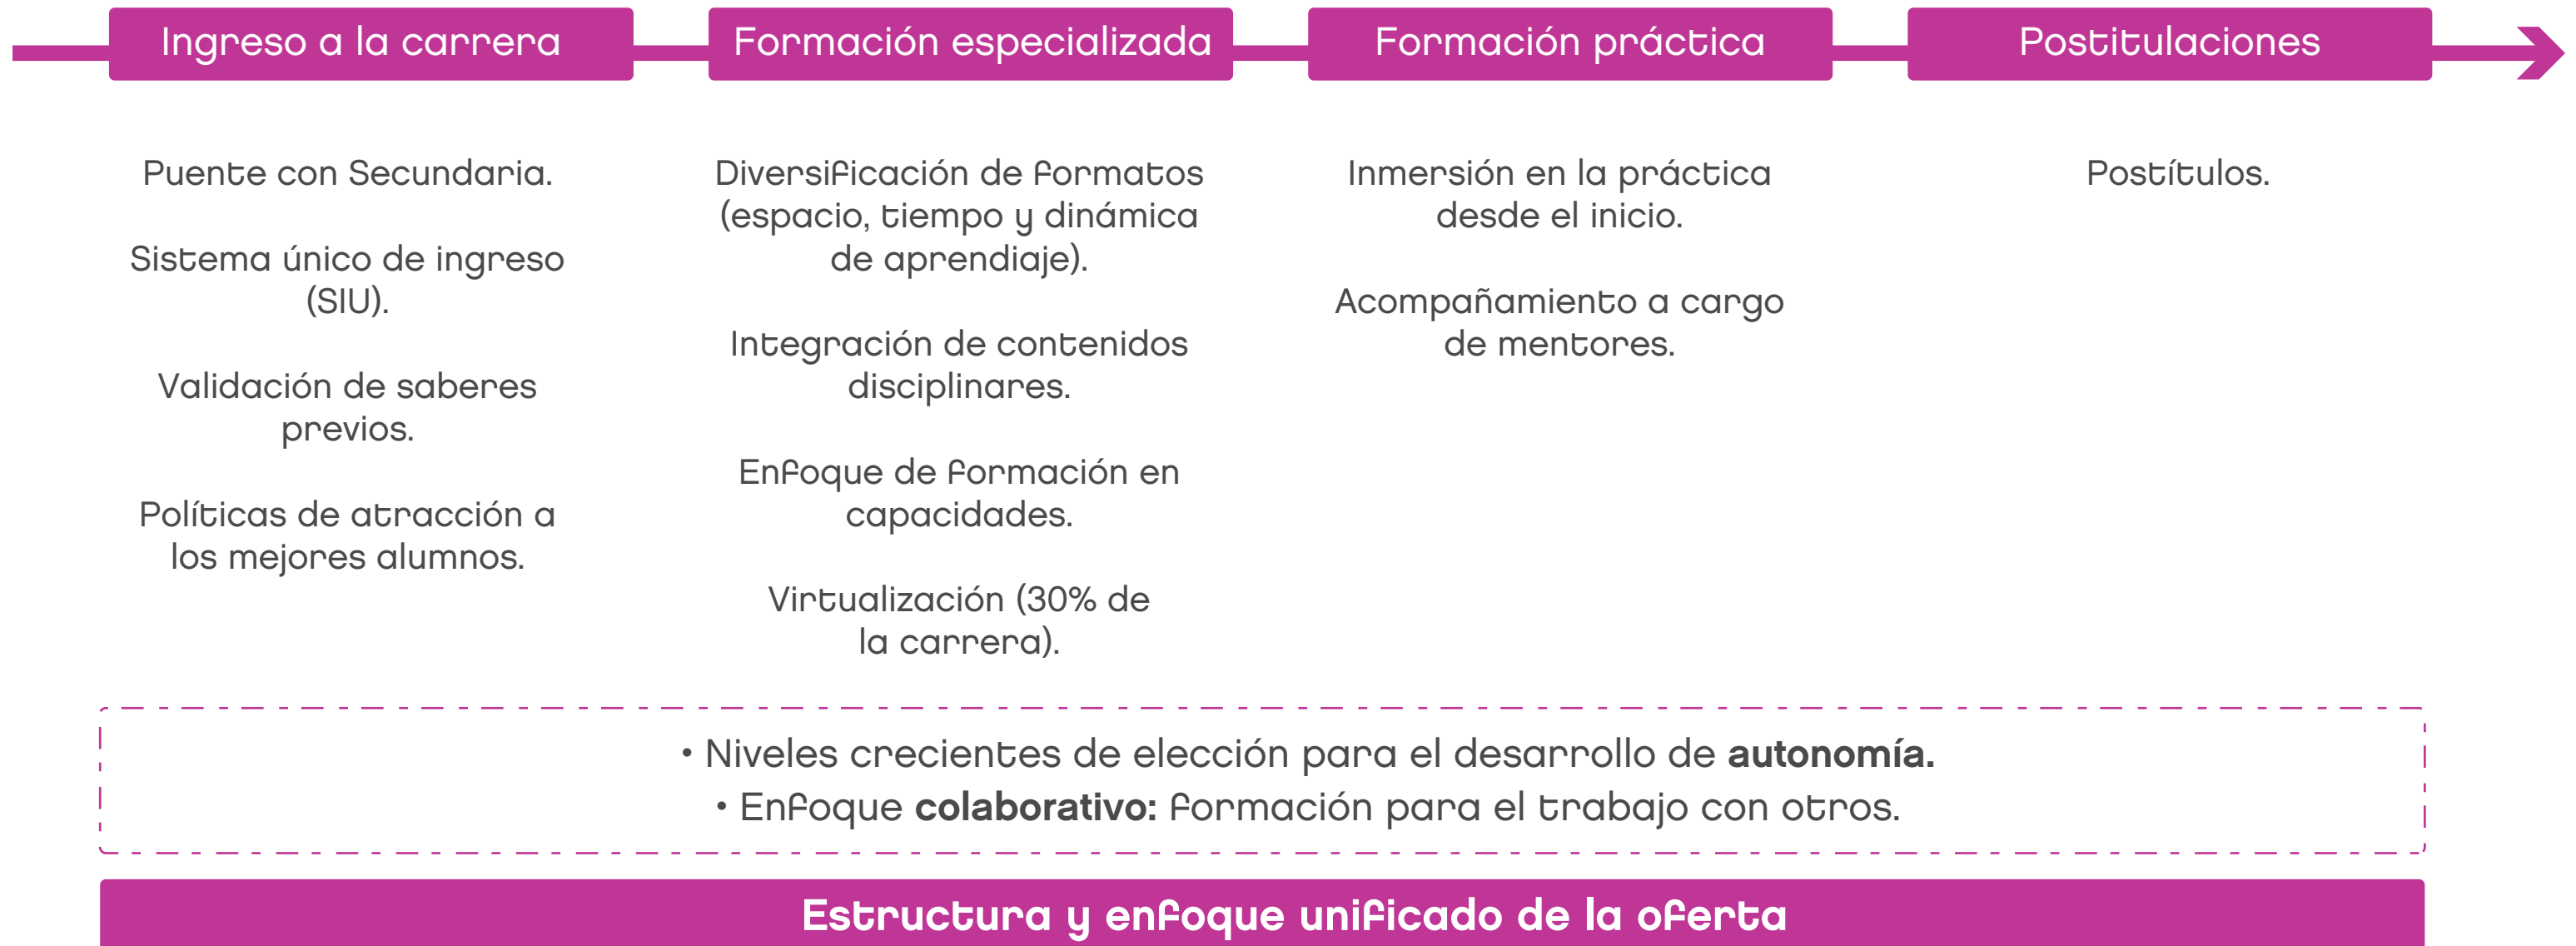 Ingreso a la carrera
Formación especializada
Formación práctica
Postitulaciones
Puente con Secundaria.
Sistema único de ingreso
(SIU).
Validación de saberes
previos.
Políticas de atracción a
los mejores alumnos.
Diversificación de formatos
(espacio, tiempo y dinámica
de aprendiaje).
Integración de contenidos
disciplinares.
Enfoque de formación en
capacidades.
Virtualización (30% de
la carrera).
Inmersión en la práctica
desde el inicio.
Acompañamiento a cargo
de mentores.
Postítulos.
• Niveles crecientes de elección para el desarrollo de autonomía.
• Enfoque colaborativo: formación para el trabajo con otros.
Estructura y enfoque unificado de la oferta